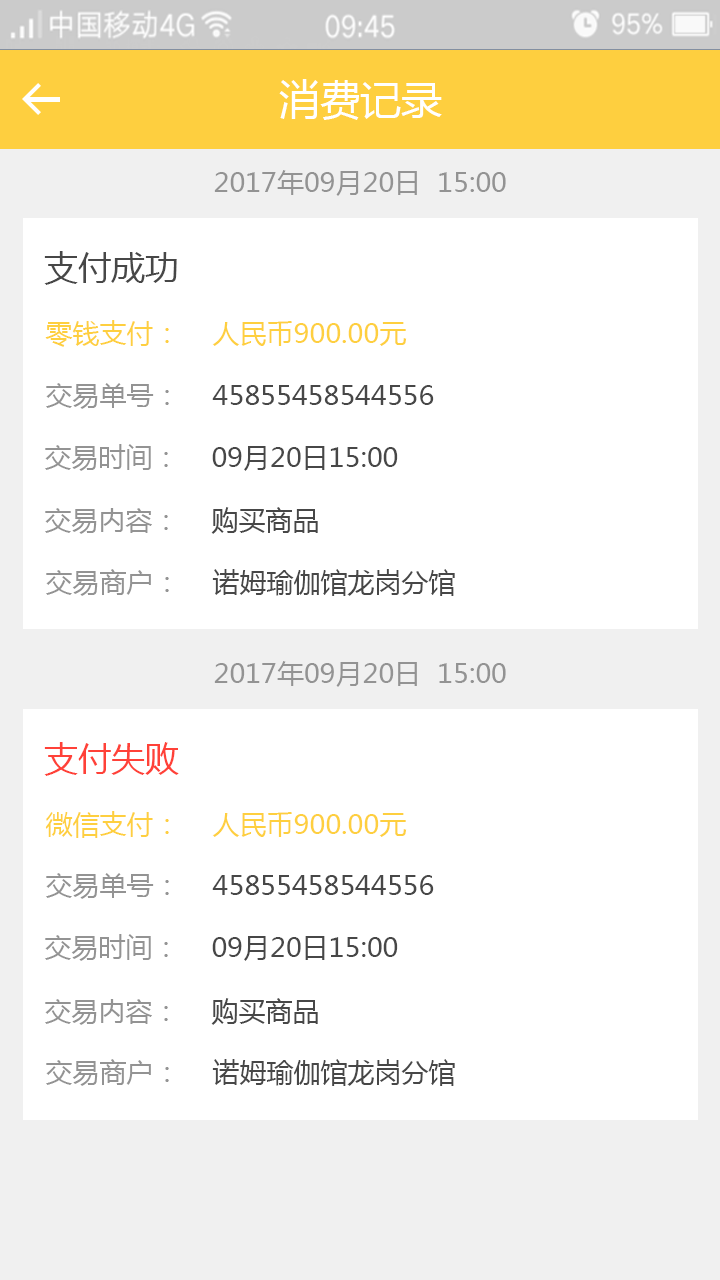 中国移动4G 09:45 95%
消费记录
2017年09月20日 15:00
支付成功
零钱支付： 人民币900.00元
交易单号： 45855458544556
交易时间： 09月20日15:00
交易内容： 购买商品
交易商户： 诺姆瑜伽馆龙岗分馆
2017年09月20日 15:00
支付失败
微信支付： 人民币900.00元
交易单号： 45855458544556
交易时间： 09月20日15:00
交易内容： 购买商品
交易商户： 诺姆瑜伽馆龙岗分馆